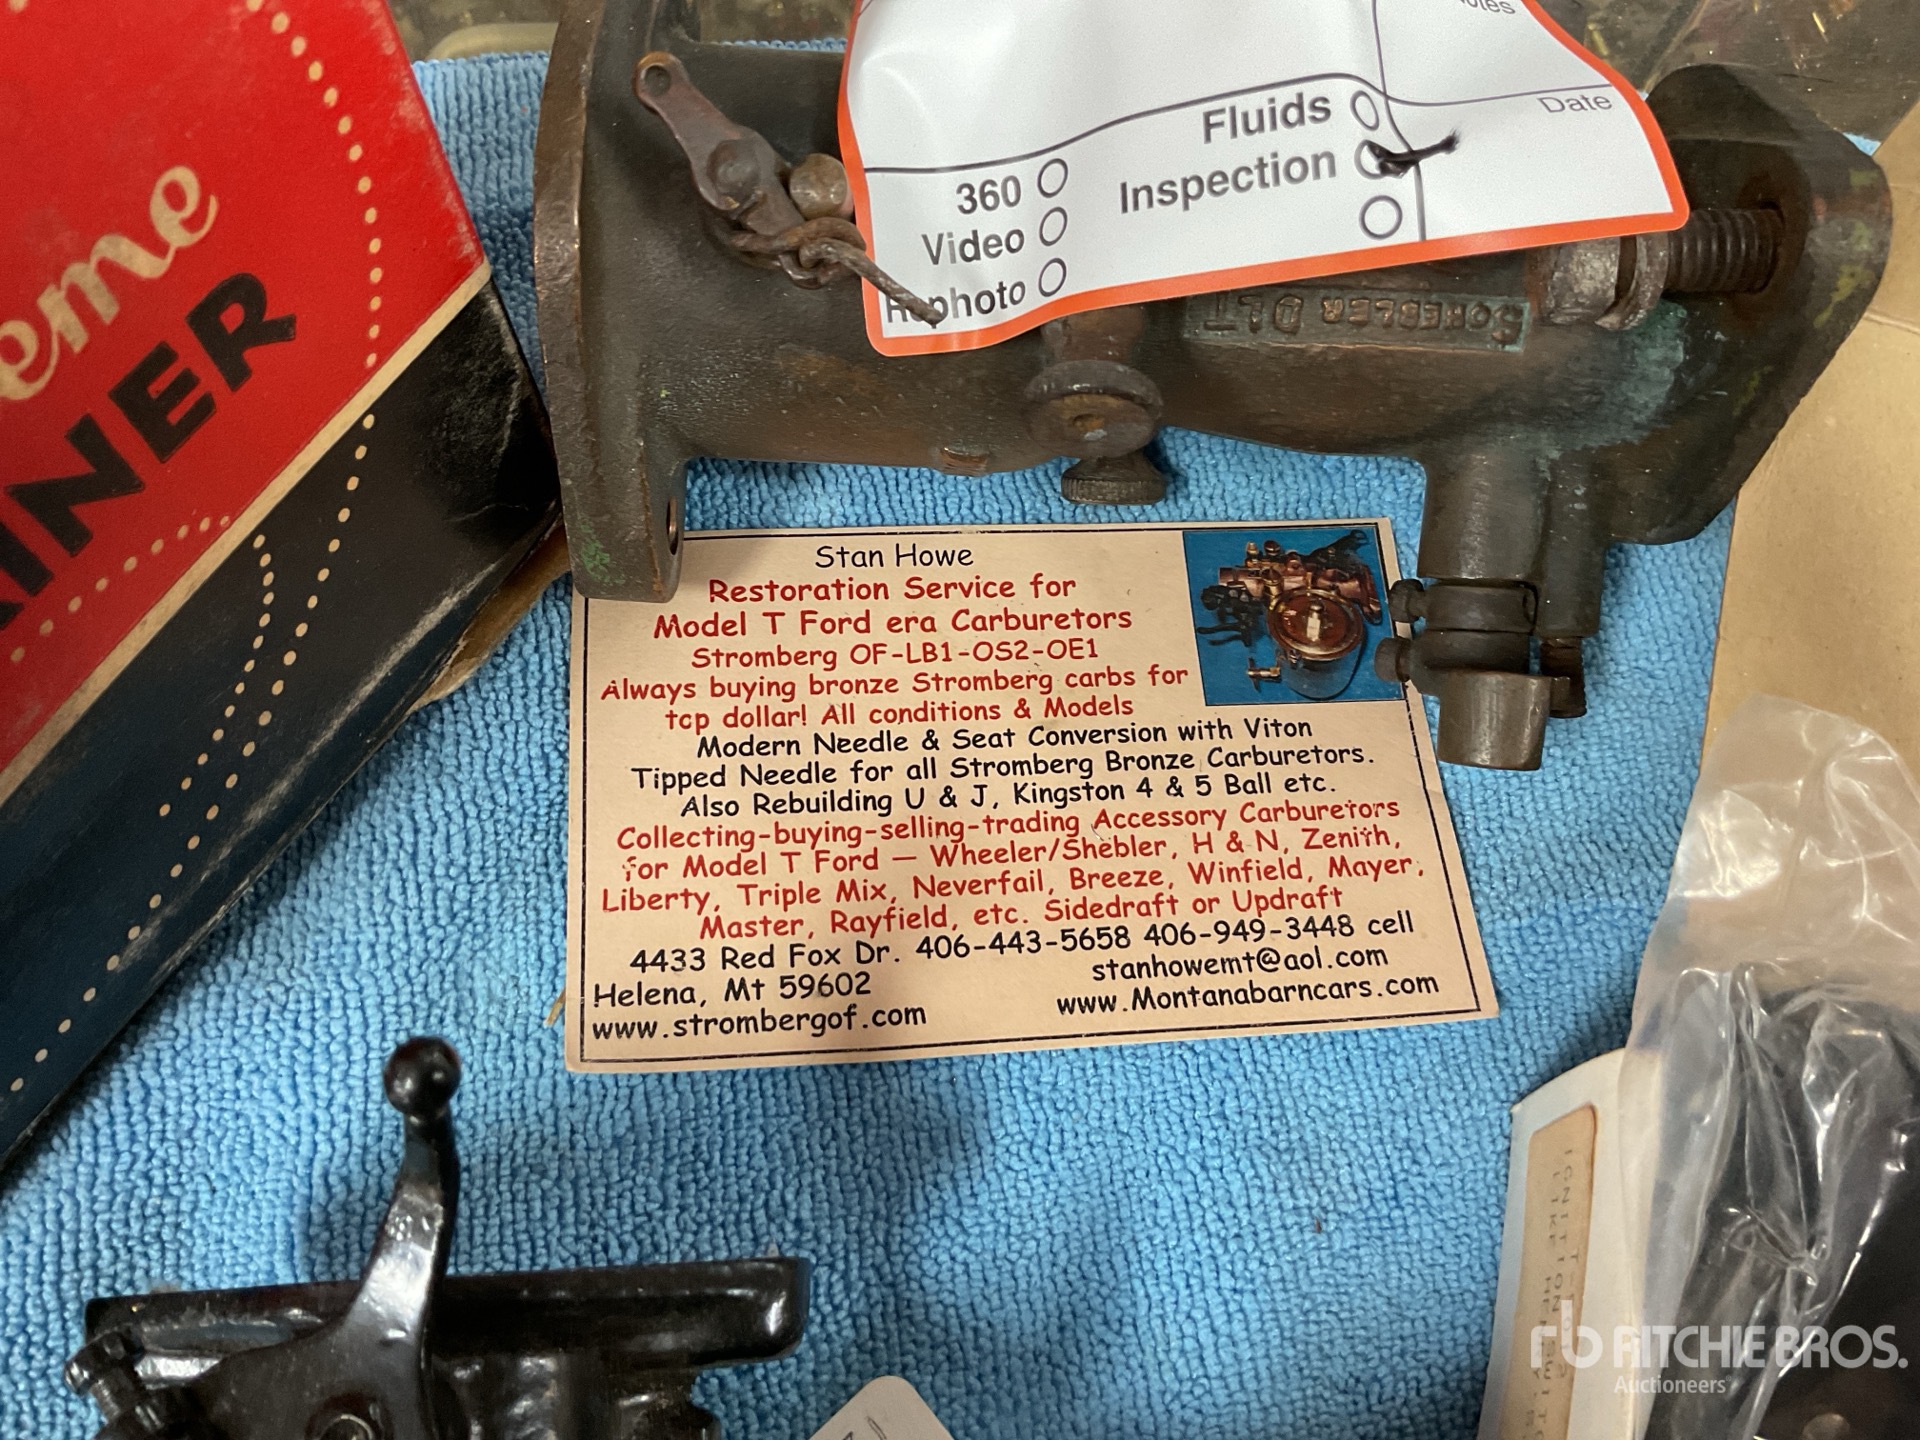 eme
INER
otes
Date
Fluids
Inspection
360
Video
Rephoto
SCHEBLER DLT
Stan Howe
Restoration Service for
Model T Ford era Carburetors
Stromberg OF-LB1-OS2-OE1
Always buying bronze Stromberg carbs for
top dollar! All conditions & Models
Modern Needle & Seat Conversion with Viton
Tipped Needle for all Stromberg Bronze Carburetors.
Also Rebuilding U & J, Kingston 4 & 5 Ball etc.
Collecting-buying-selling-trading Accessory Carburetors
for Model T Ford — Wheeler/Shebler, H & N, Zenith,
Liberty, Triple Mix, Neverfail, Breeze, Winfield, Mayer,
Master, Rayfield, etc. Sidedraft or Updraft
4433 Red Fox Dr. 406-443-5658 406-949-3448 cell
Helena, Mt 59602 stanhowemt@aol.com
www.strombergof.com www.Montanabarncars.com
IGNITION
rb RITCHIE BROS.
Auctioneers